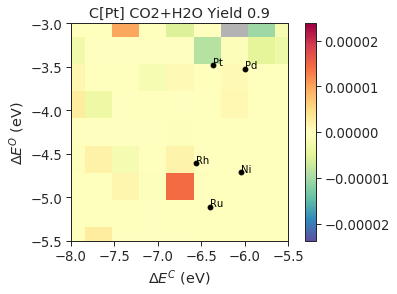 C[Pt] CO2+H2O Yield 0.9
−3.0
−3.5
−4.0
−4.5
−5.0
−5.5
ΔE^O (eV)
Pt
Pd
Rh
Ni
Ru
−8.0 −7.5 −7.0 −6.5 −6.0 −5.5
ΔE^C (eV)
0.00002
0.00001
0.00000
−0.00001
−0.00002